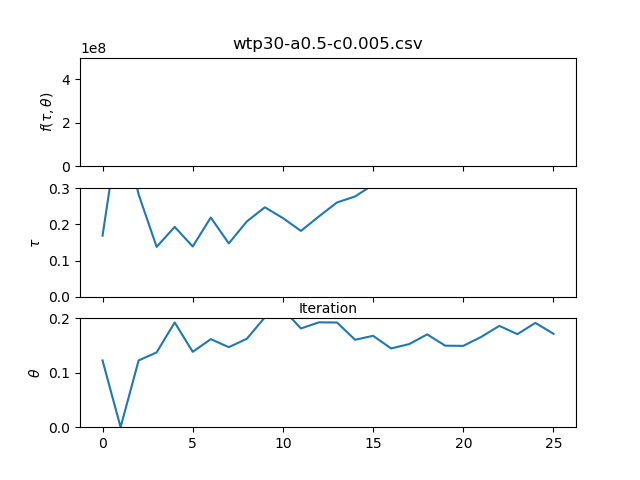 wtp30-a0.5-c0.005.csv
1e8
4
2
0
f(τ, θ)
0.3
0.2
0.1
0.0
τ
Iteration
0.2
0.1
0.0
θ
0 5 10 15 20 25